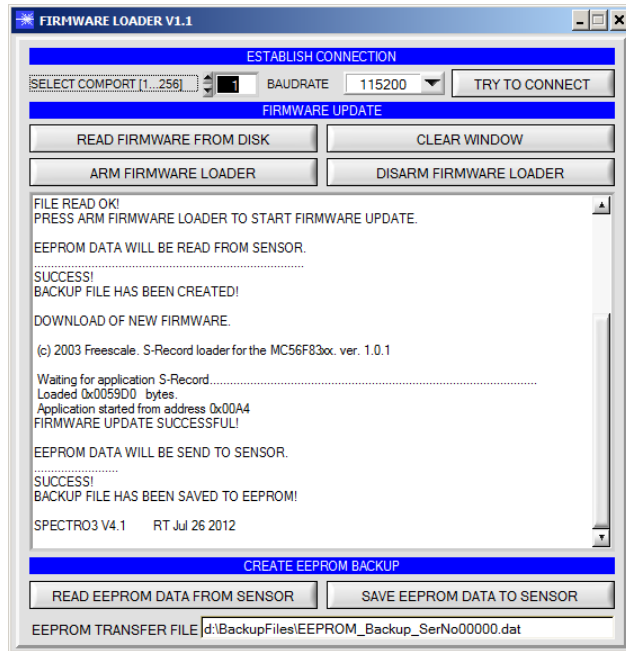 FIRMWARE LOADER V1.1
ESTABLISH CONNECTION
SELECT COMPORT [1...256] 1 BAUDRATE 115200 TRY TO CONNECT
FIRMWARE UPDATE
READ FIRMWARE FROM DISK CLEAR WINDOW
ARM FIRMWARE LOADER DISARM FIRMWARE LOADER
FILE READ OK!
PRESS ARM FIRMWARE LOADER TO START FIRMWARE UPDATE.
EEPROM DATA WILL BE READ FROM SENSOR.
................................................................................
SUCCESS!
BACKUP FILE HAS BEEN CREATED!
DOWNLOAD OF NEW FIRMWARE.
(c) 2003 Freescale. S-Record loader for the MC56F83xx. ver. 1.0.1
Waiting for application S-Record.................................................................................................
Loaded 0x0059D0 bytes.
Application started from address 0x00A4
FIRMWARE UPDATE SUCCESSFUL!
EEPROM DATA WILL BE SEND TO SENSOR.
.........................
SUCCESS!
BACKUP FILE HAS BEEN SAVED TO EEPROM!
SPECTRO3 V4.1 RT Jul 26 2012
CREATE EEPROM BACKUP
READ EEPROM DATA FROM SENSOR SAVE EEPROM DATA TO SENSOR
EEPROM TRANSFER FILE d:\BackupFiles\EEPROM_Backup_SerNo00000.dat